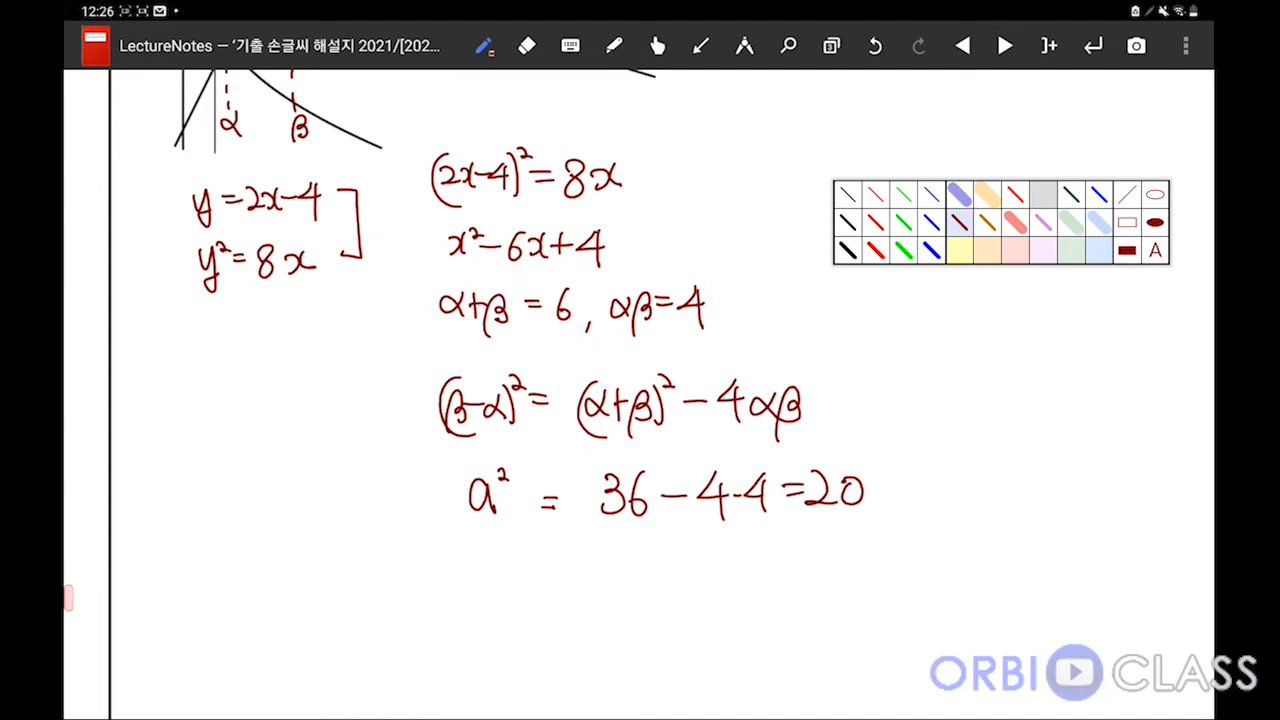 12:26
LectureNotes – ‘기출 손글씨 해설지 2021/[202...
α
β
y = 2x-4
y² = 8x
(2x-4)² = 8x
x²-6x+4
α+β = 6, αβ=4
(β-α)² = (α+β)² - 4αβ
a² = 36 - 4·4 = 20
A
ORBI CLASS